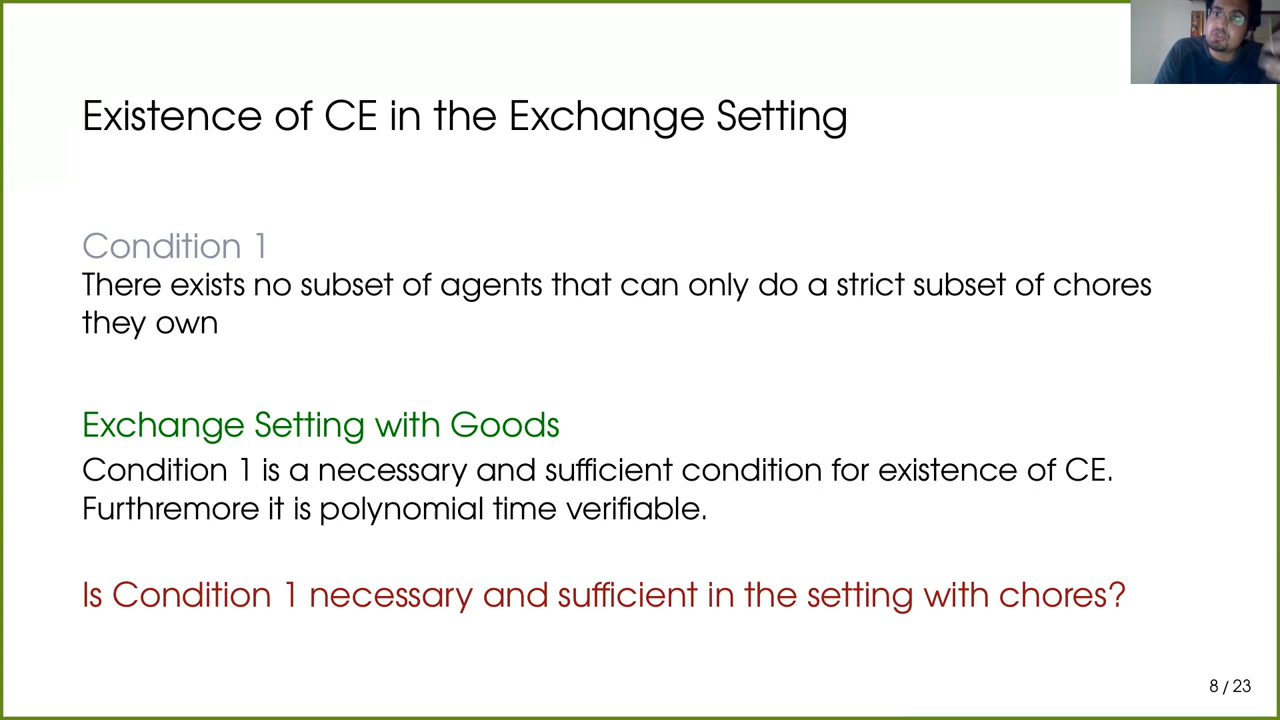 Existence of CE in the Exchange Setting
Condition 1
There exists no subset of agents that can only do a strict subset of chores
they own
Exchange Setting with Goods
Condition 1 is a necessary and sufficient condition for existence of CE.
Furthremore it is polynomial time verifiable.
Is Condition 1 necessary and sufficient in the setting with chores?
8 / 23